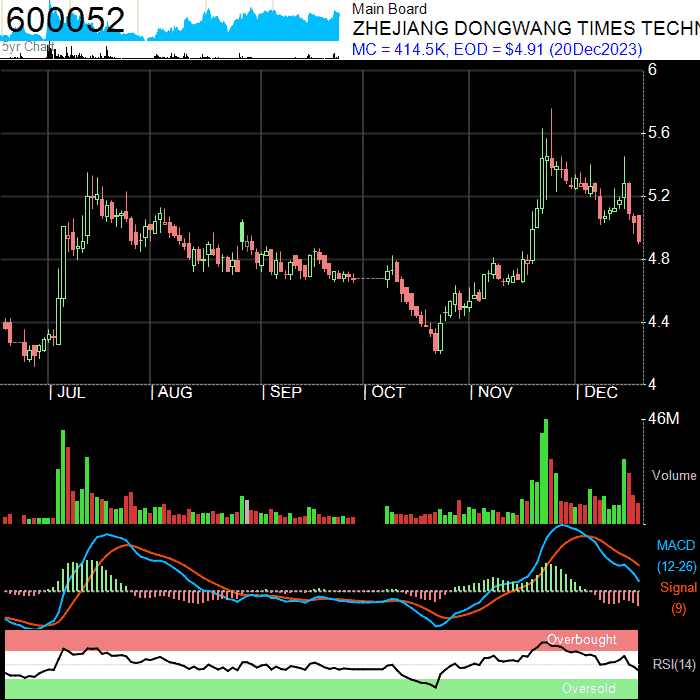 600052
5yr Chart
Main Board
ZHEJIANG DONGWANG TIMES TECHN
MC = 414.5K, EOD = $4.91 (20Dec2023)
6
5.6
5.2
4.8
4.4
4
JUL
AUG
SEP
OCT
NOV
DEC
46M
Volume
MACD
(12-26)
Signal
(9)
Overbought
RSI(14)
Oversold